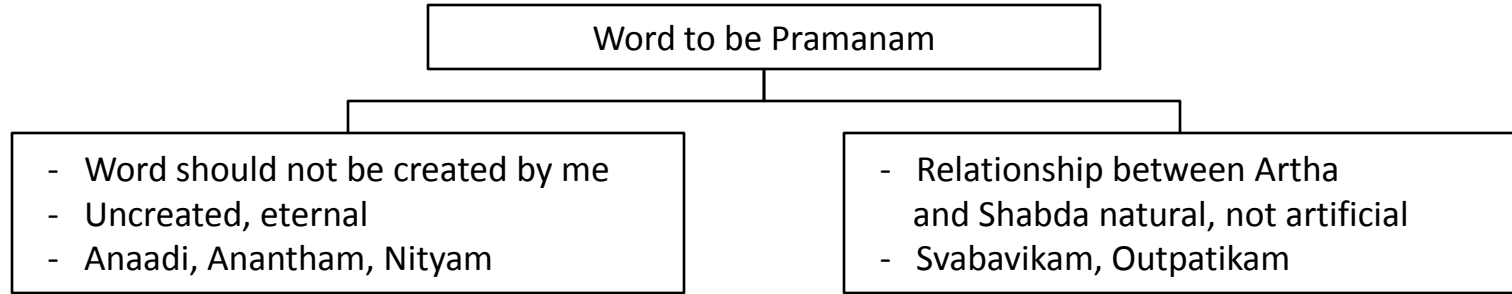 Word to be Pramanam
- Word should not be created by me
- Uncreated, eternal
- Anaadi, Anantham, Nityam
- Relationship between Artha
and Shabda natural, not artificial
- Svabavikam, Outpatikam